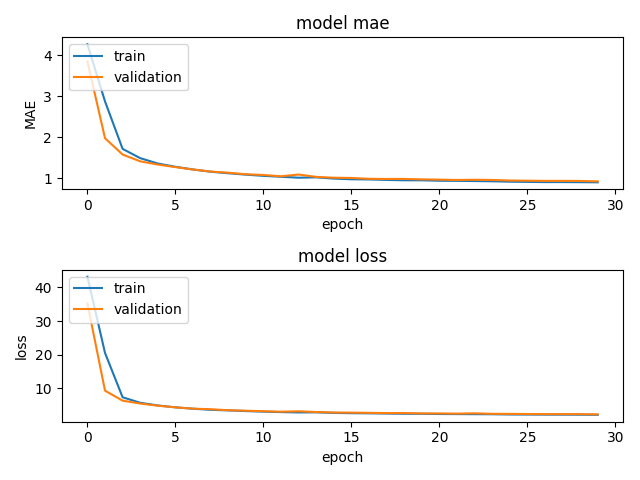 model mae
train
validation
4
3
2
1
MAE
0 5 10 15 20 25 30
epoch
model loss
train
validation
40
30
20
10
loss
0 5 10 15 20 25 30
epoch